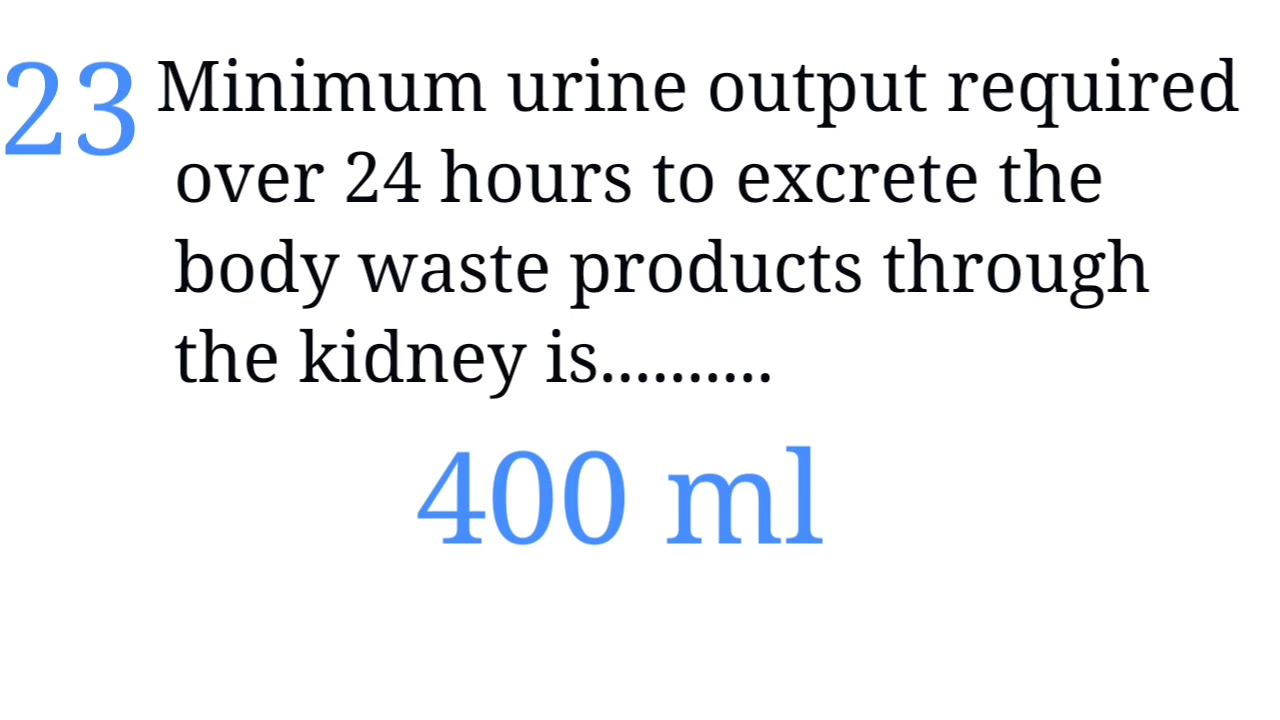 23 Minimum urine output required
over 24 hours to excrete the
body waste products through
the kidney is..........
400 ml